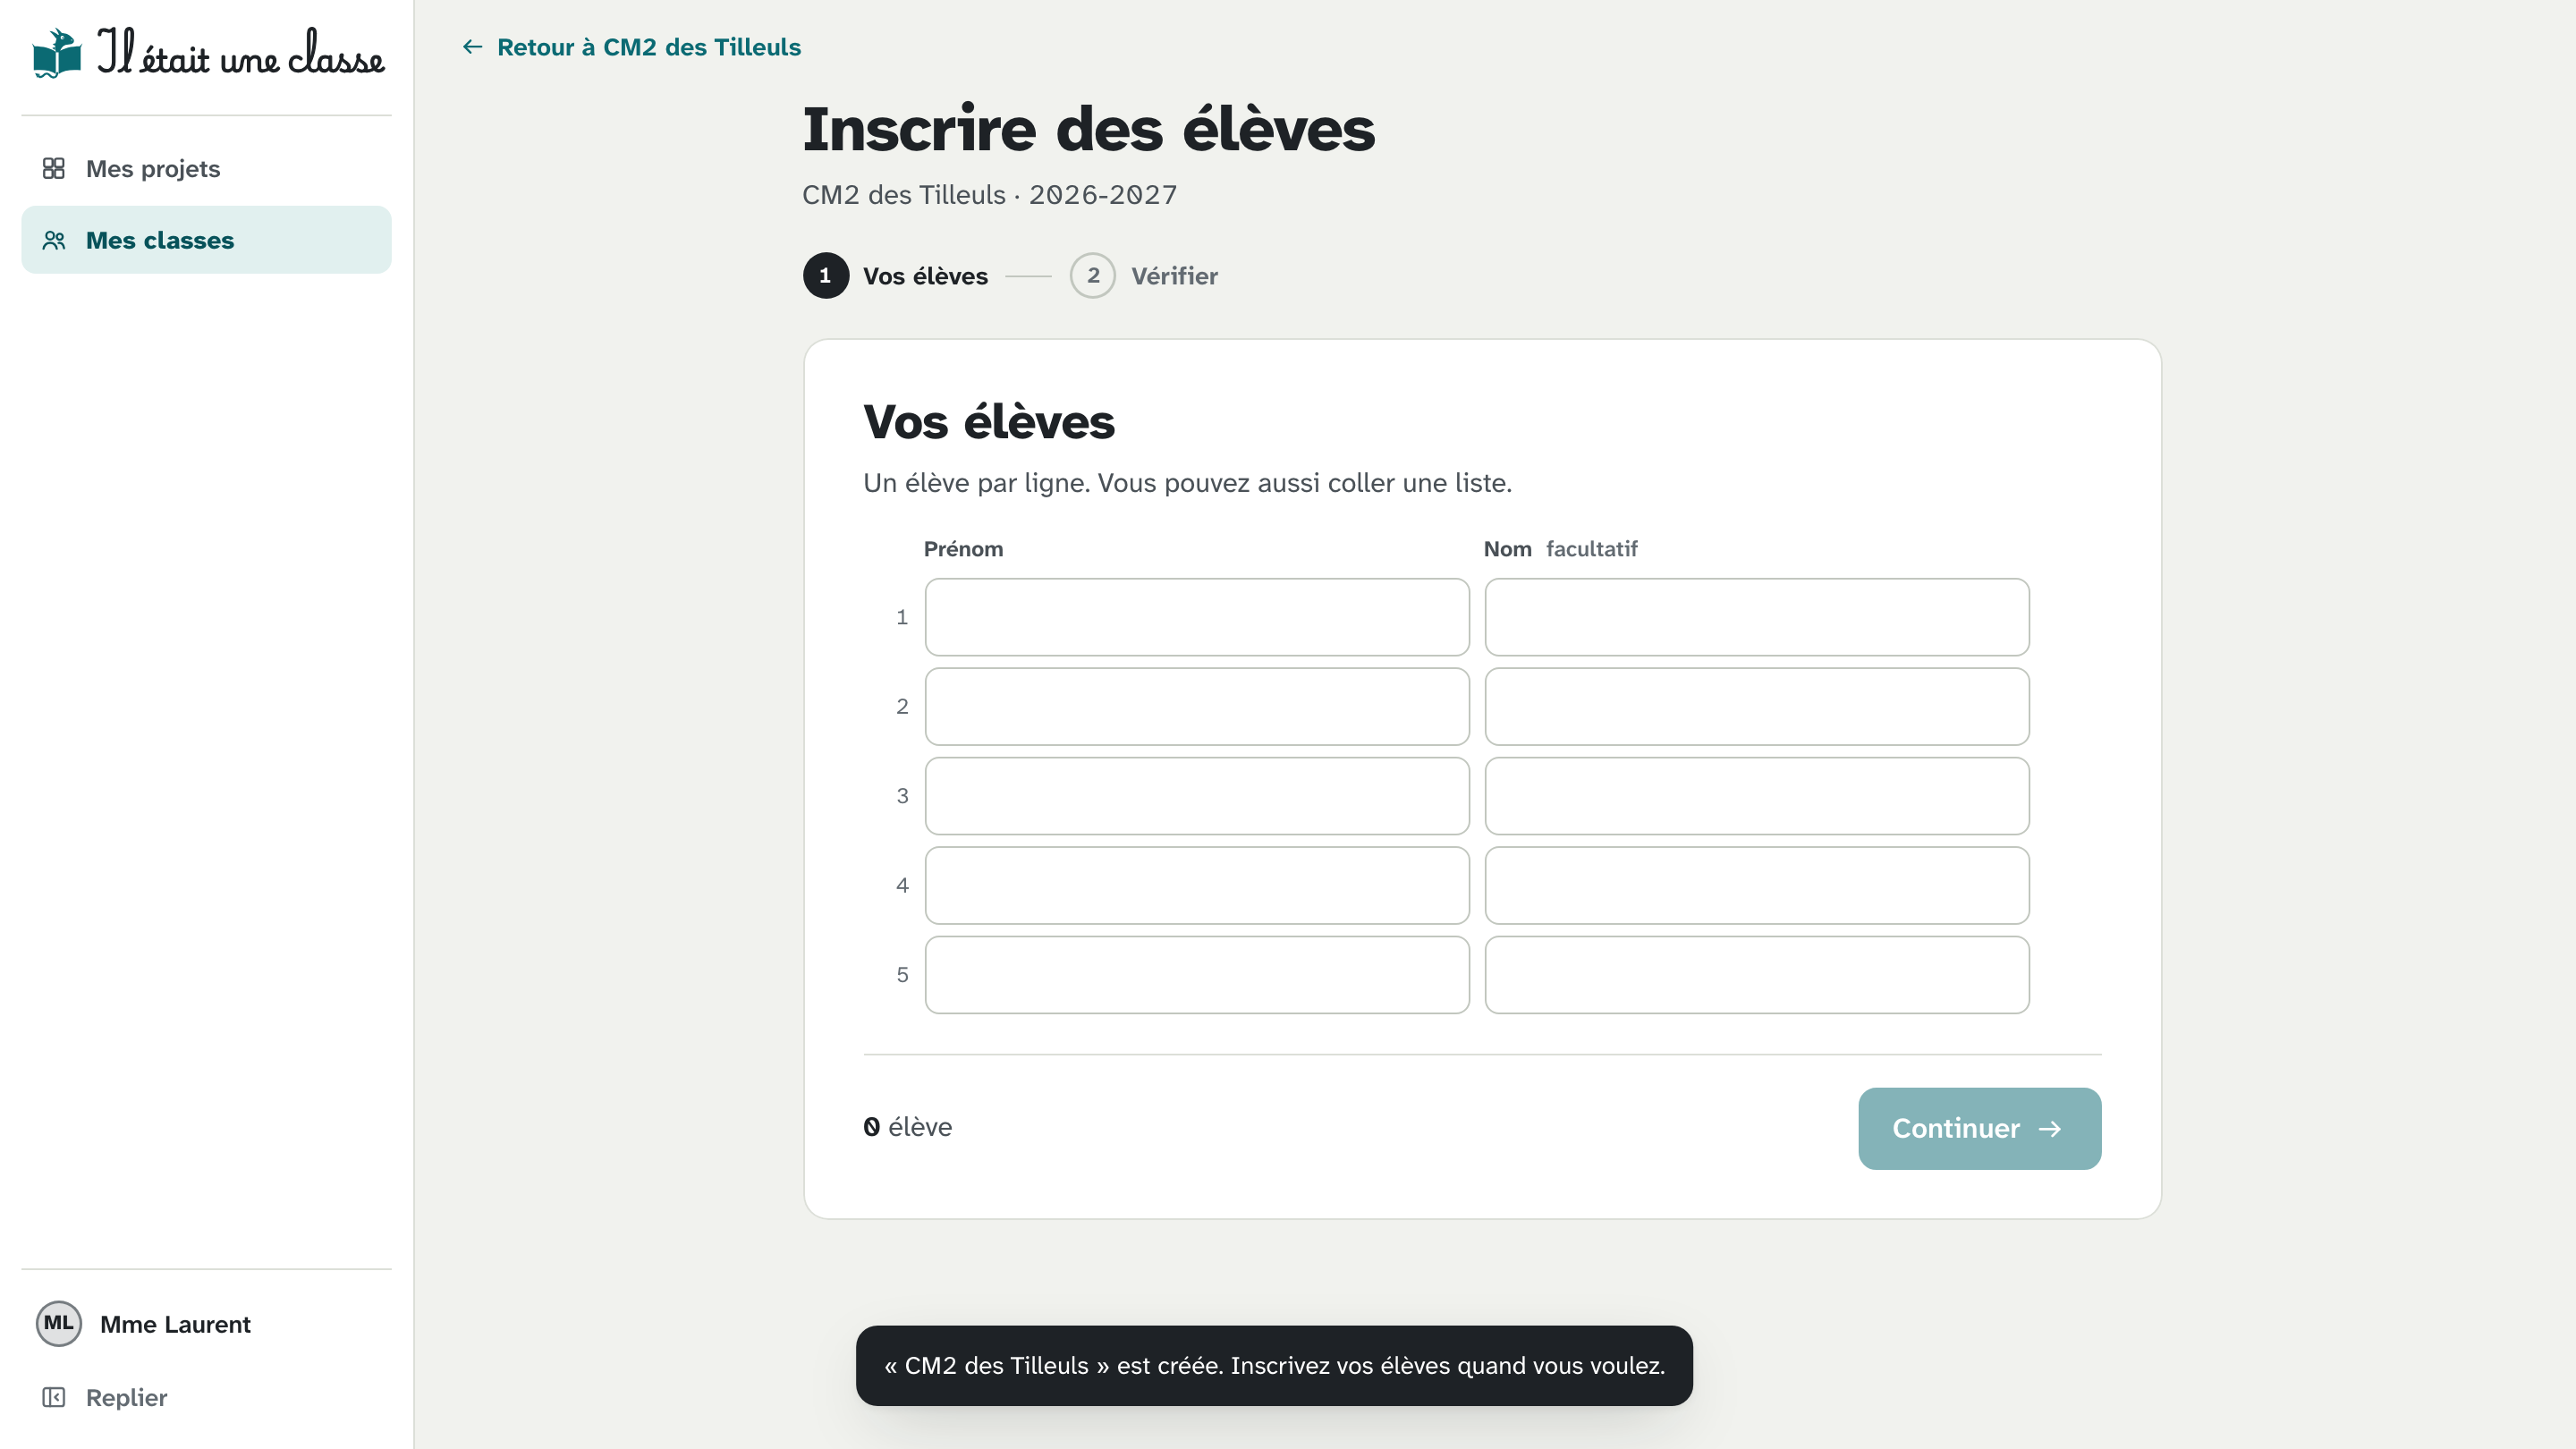 Il était une classe
Mes projets
Mes classes
ML Mme Laurent
Replier
← Retour à CM2 des Tilleuls
Inscrire des élèves
CM2 des Tilleuls · 2026-2027
1 Vos élèves 2 Vérifier
Vos élèves
Un élève par ligne. Vous pouvez aussi coller une liste.
Prénom Nom facultatif
1
2
3
4
5
0 élève
Continuer →
« CM2 des Tilleuls » est créée. Inscrivez vos élèves quand vous voulez.